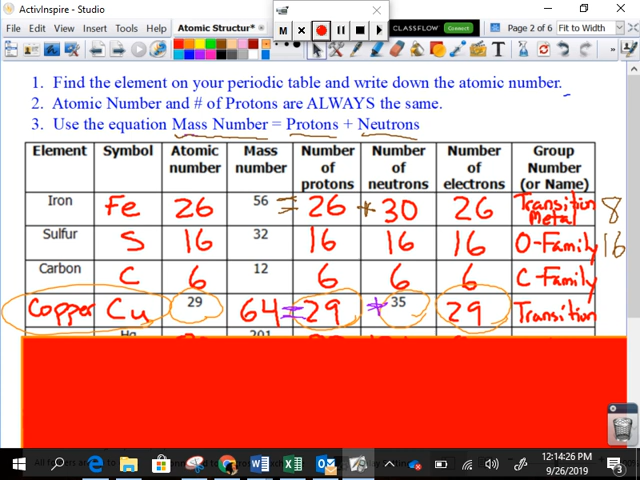 ActivInspire - Studio
Atomic Structur*
M
CLASSFLOW Connect
Page 2 of 6
Fit to Width
File Edit View Insert Tools Help
1. Find the element on your periodic table and write down the atomic number.
2. Atomic Number and # of Protons are ALWAYS the same.
3. Use the equation Mass Number = Protons + Neutrons
Element Symbol Atomic number Mass number Number of protons Number of neutrons Number of electrons Group Number (or Name)
Iron Fe 26 56 = 26 + 30 26 Transition Metal 8
Sulfur S 16 32 16 16 16 O-Family 16
Carbon C 6 12 6 6 6 C-Family
Copper Cu 29 64 = 29 + 35 29 Transition
12:14:26 PM
9/26/2019